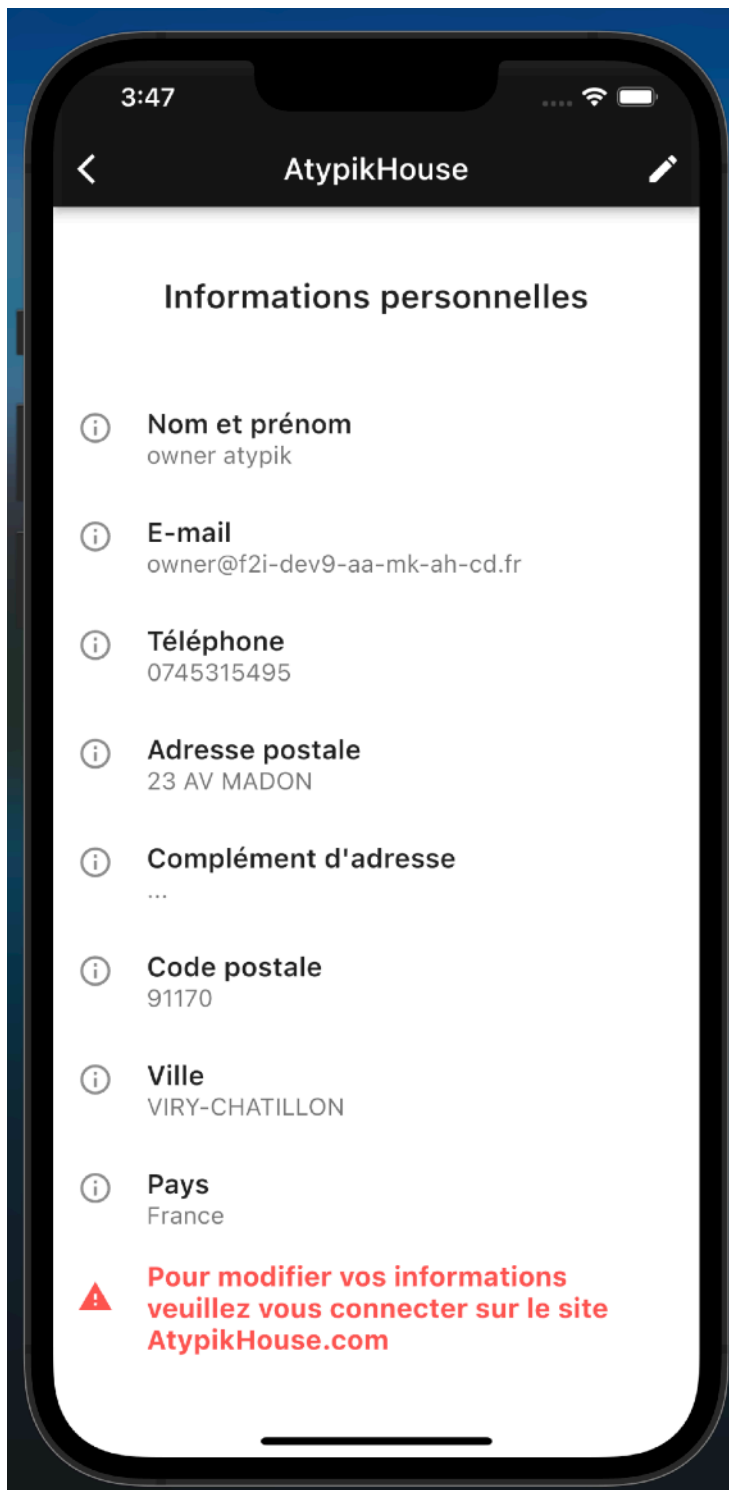 3:47
AtypikHouse
Informations personnelles
Nom et prénom
owner atypik
E-mail
owner@f2i-dev9-aa-mk-ah-cd.fr
Téléphone
0745315495
Adresse postale
23 AV MADON
Complément d'adresse
...
Code postale
91170
Ville
VIRY-CHATILLON
Pays
France
Pour modifier vos informations
veuillez vous connecter sur le site
AtypikHouse.com